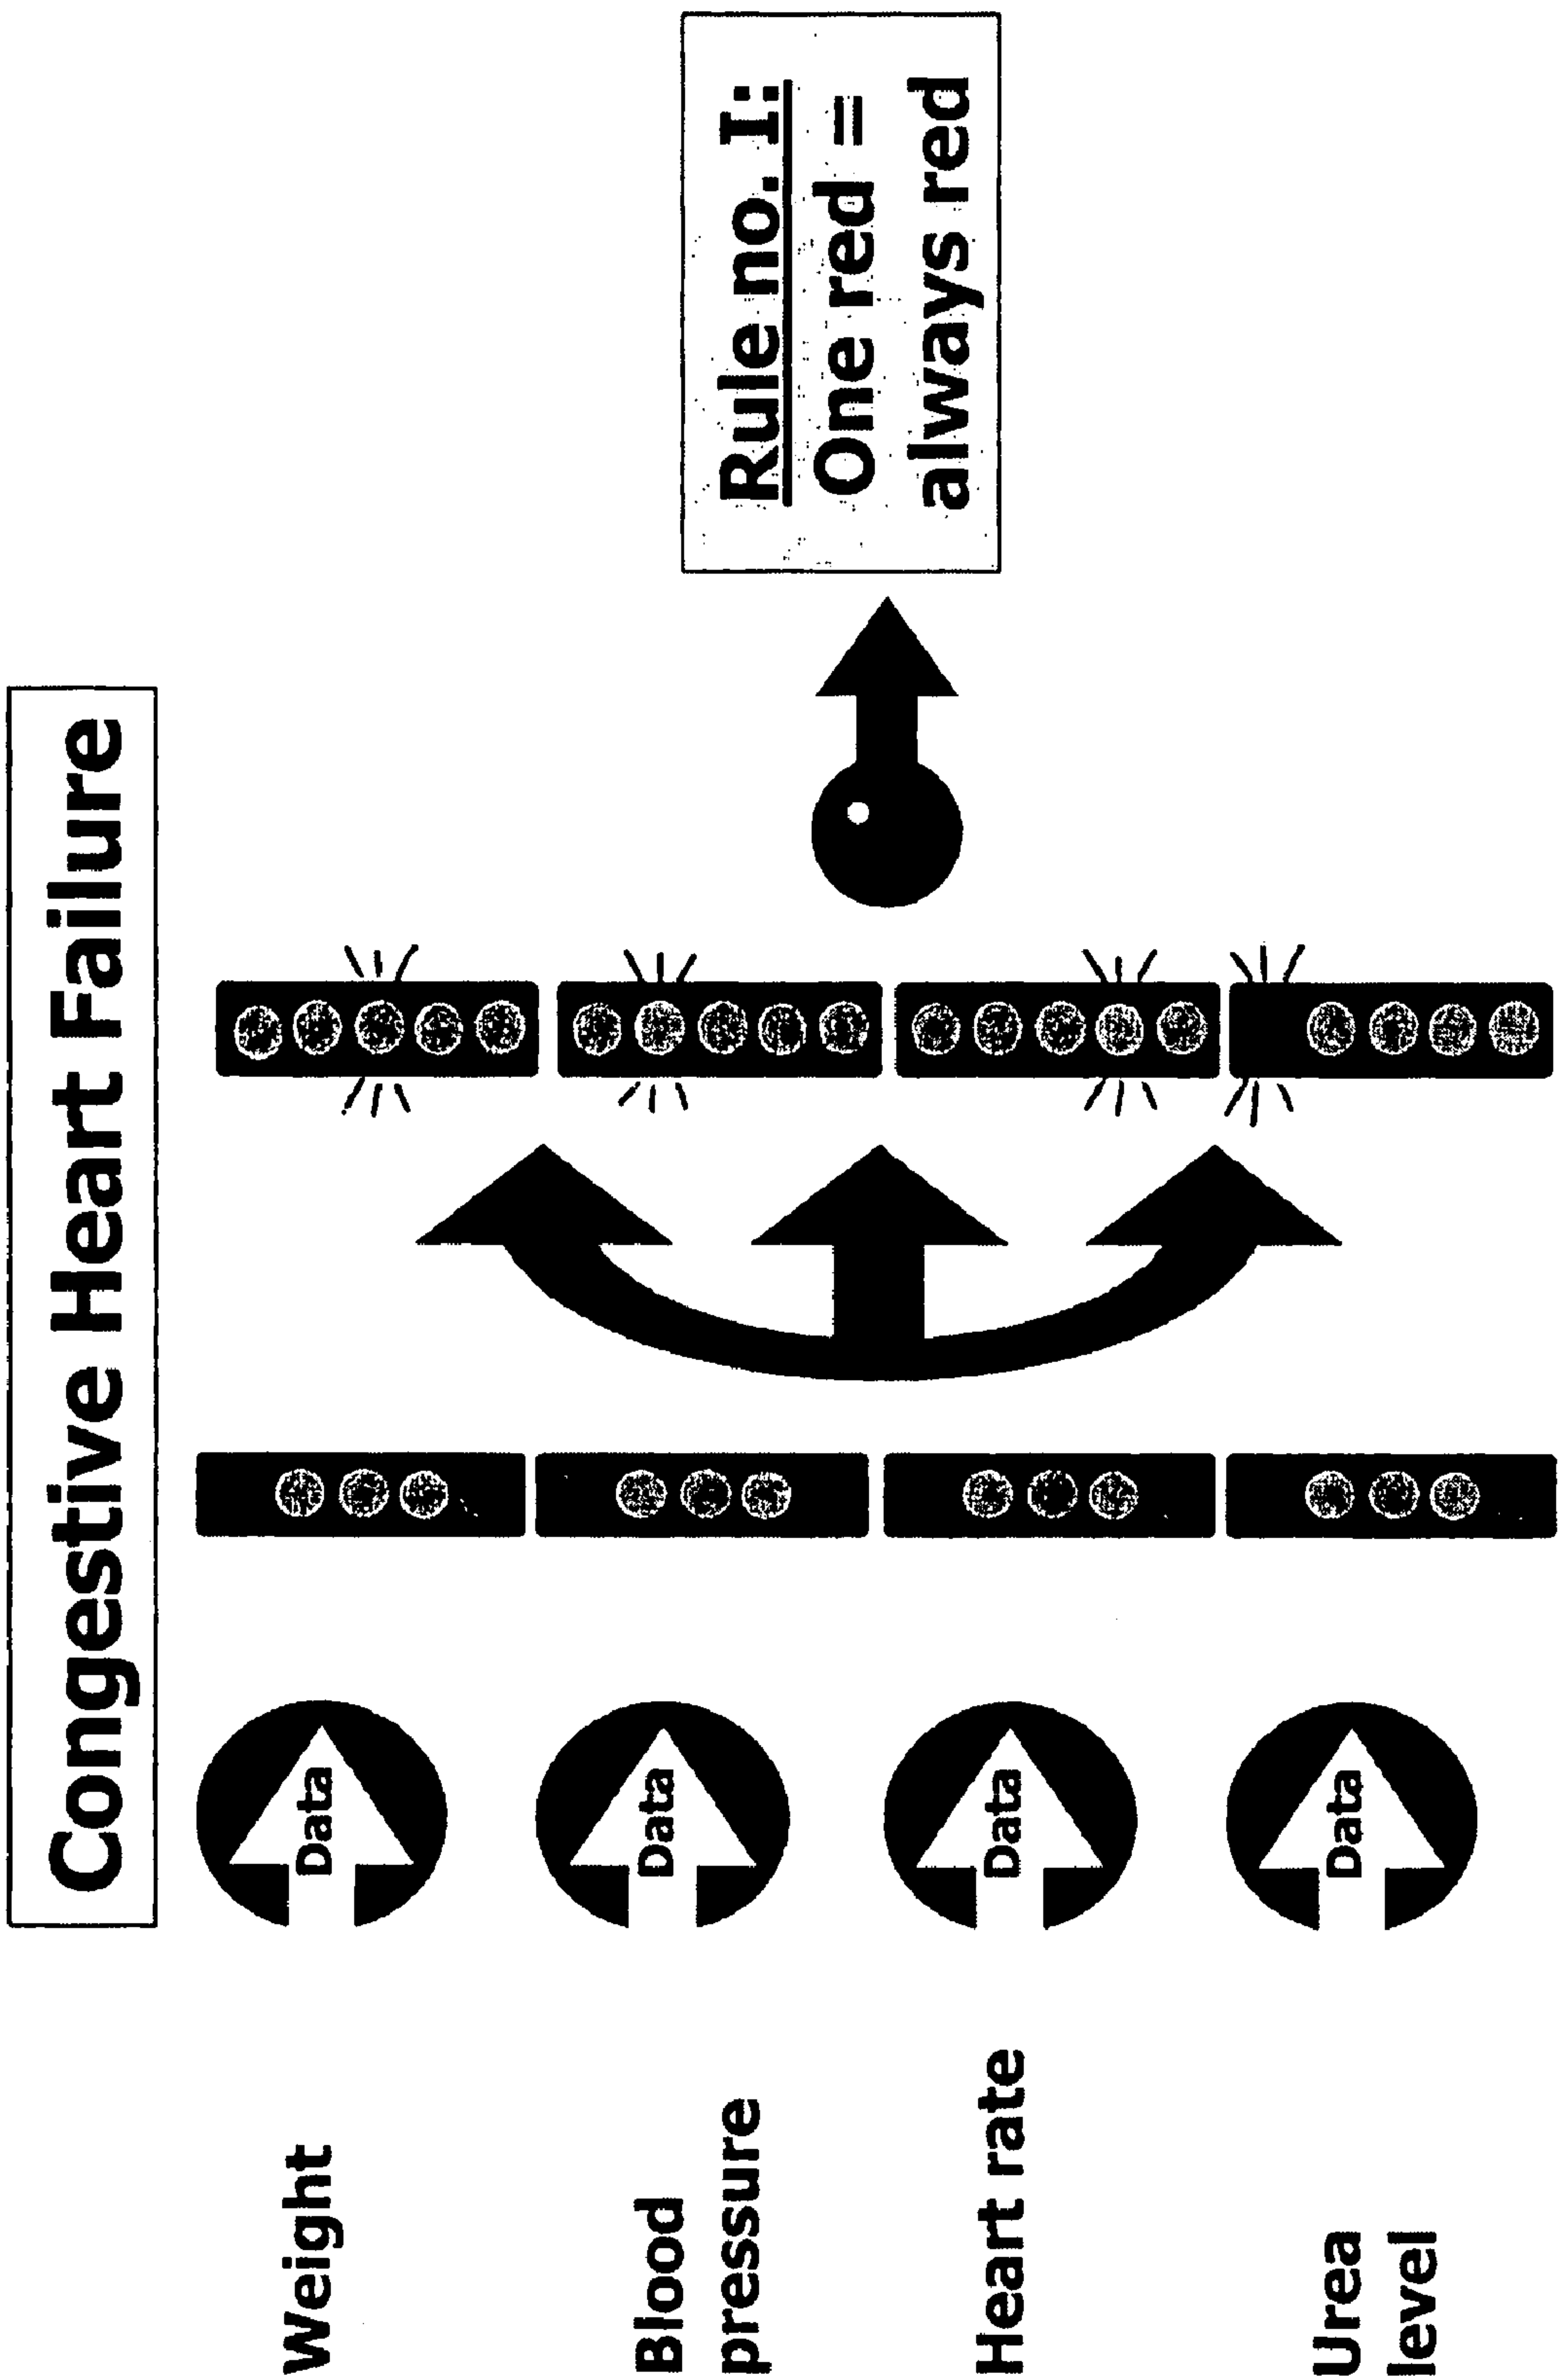 Congestive Heart Failure
Weight
Data
Blood
pressure
Data
Heart rate
Data
Urea
level
Data
Rule no. I:
One red =
always red